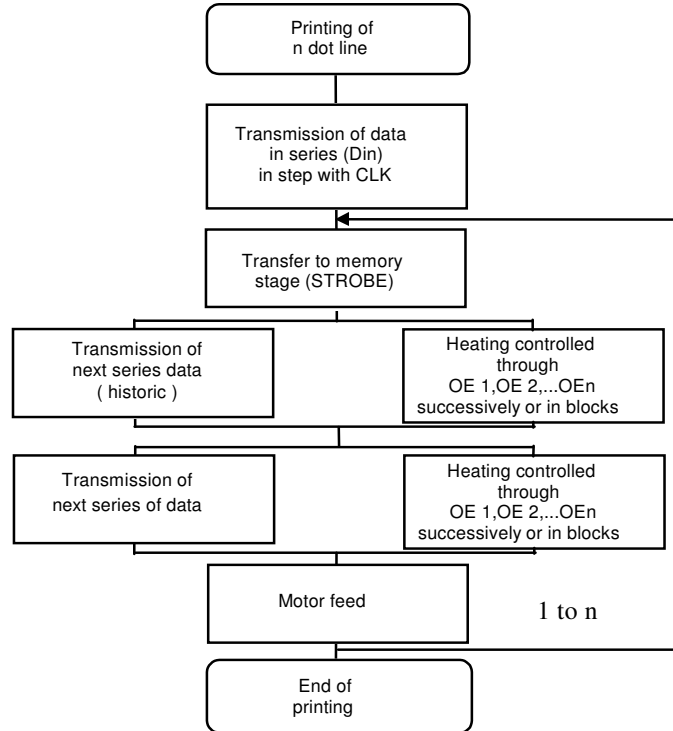 Printing of
n dot line
Transmission of data
in series (Din)
in step with CLK
Transfer to memory
stage (STROBE)
Transmission of
next series data
( historic )
Heating controlled
through
OE 1,OE 2,...OEn
successively or in blocks
Transmission of
next series of data
Heating controlled
through
OE 1,OE 2,...OEn
successively or in blocks
Motor feed
1 to n
End of
printing